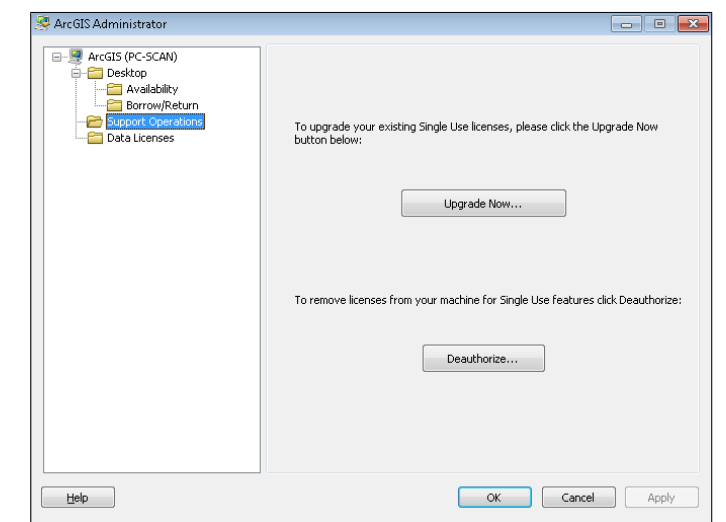 ArcGIS Administrator
ArcGIS (PC-SCAN)
Desktop
Availability
Borrow/Return
Support Operations
Data Licenses
To upgrade your existing Single Use licenses, please click the Upgrade Now
button below:
Upgrade Now...
To remove licenses from your machine for Single Use features click Deauthorize:
Deauthorize...
Help
OK
Cancel
Apply